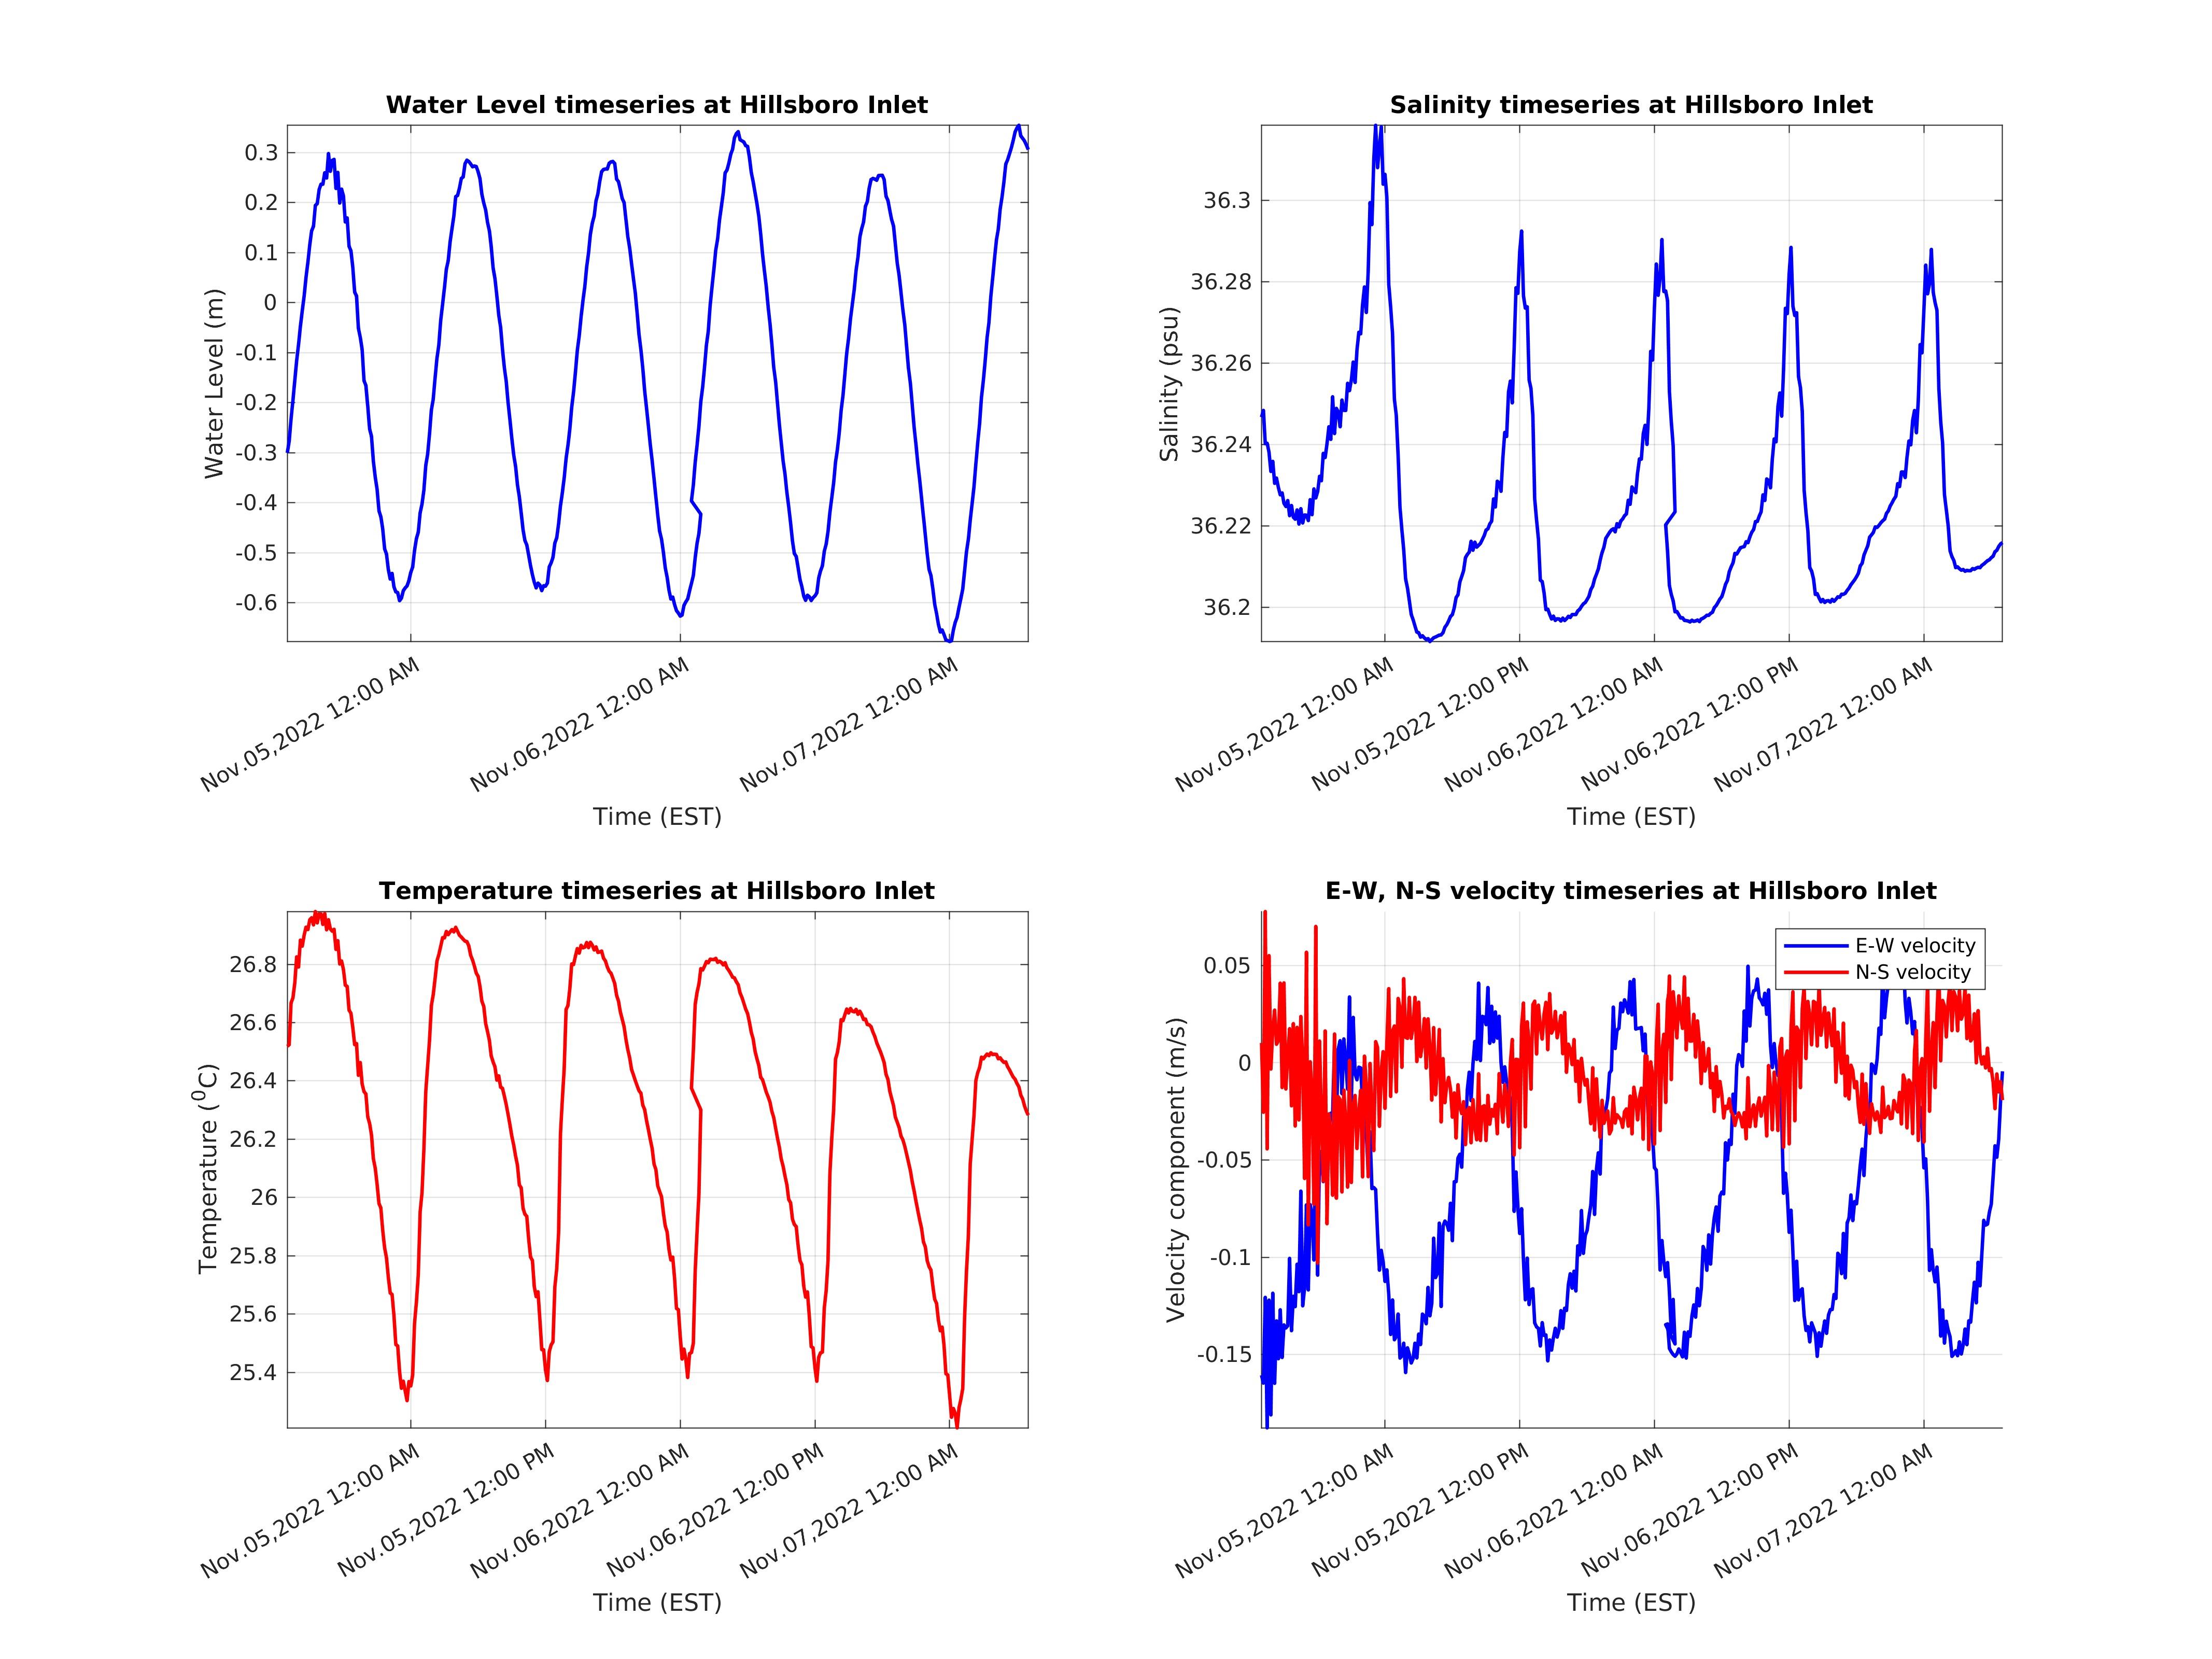 Water Level timeseries at Hillsboro Inlet
Water Level (m)
0.3
0.2
0.1
0
-0.1
-0.2
-0.3
-0.4
-0.5
-0.6
Nov.05,2022 12:00 AM
Nov.06,2022 12:00 AM
Nov.07,2022 12:00 AM
Time (EST)
Salinity timeseries at Hillsboro Inlet
Salinity (psu)
36.3
36.28
36.26
36.24
36.22
36.2
Nov.05,2022 12:00 AM
Nov.05,2022 12:00 PM
Nov.06,2022 12:00 AM
Nov.06,2022 12:00 PM
Nov.07,2022 12:00 AM
Time (EST)
Temperature timeseries at Hillsboro Inlet
Temperature (⁰C)
26.8
26.6
26.4
26.2
26
25.8
25.6
25.4
Nov.05,2022 12:00 AM
Nov.05,2022 12:00 PM
Nov.06,2022 12:00 AM
Nov.06,2022 12:00 PM
Nov.07,2022 12:00 AM
Time (EST)
E-W, N-S velocity timeseries at Hillsboro Inlet
Velocity component (m/s)
0.05
0
-0.05
-0.1
-0.15
E-W velocity
N-S velocity
Nov.05,2022 12:00 AM
Nov.05,2022 12:00 PM
Nov.06,2022 12:00 AM
Nov.06,2022 12:00 PM
Nov.07,2022 12:00 AM
Time (EST)